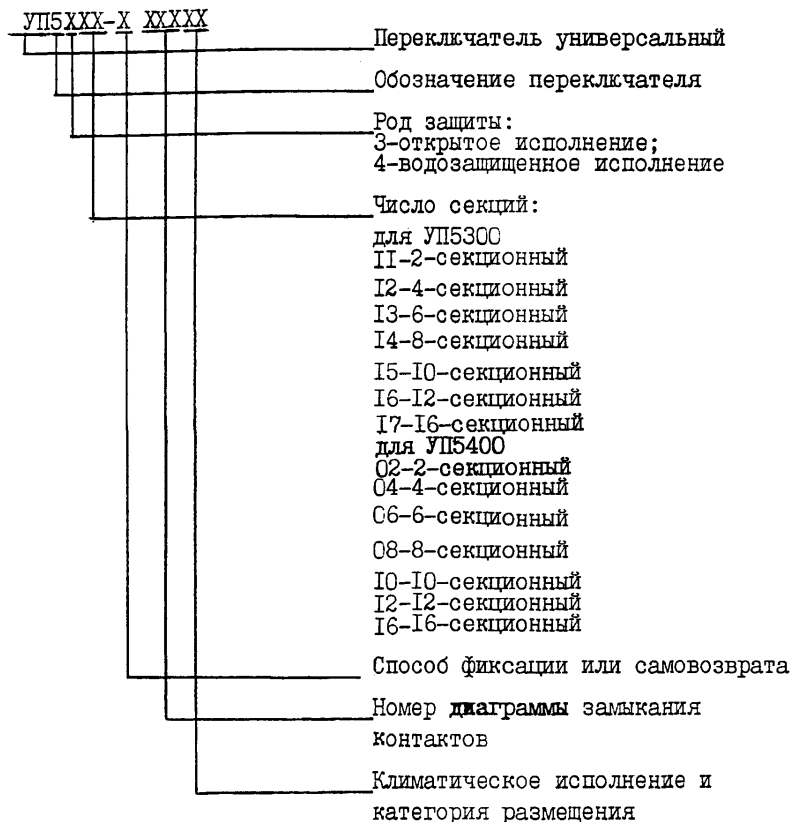 УП5ХХХ-Х ХХХХХ
Переключатель универсальный
Обозначение переключателя
Род защиты:
3-открытое исполнение;
4-водозащищенное исполнение
Число секций:
для УП5300
II-2-секционный
I2-4-секционный
I3-6-секционный
I4-8-секционный
I5-I0-секционный
I6-I2-секционный
I7-I6-секционный
для УП5400
02-2-секционный
04-4-секционный
06-6-секционный
08-8-секционный
I0-I0-секционный
I2-I2-секционный
I6-I6-секционный
Способ фиксации или самовозврата
Номер диаграммы замыкания
контактов
Климатическое исполнение и
категория размещения